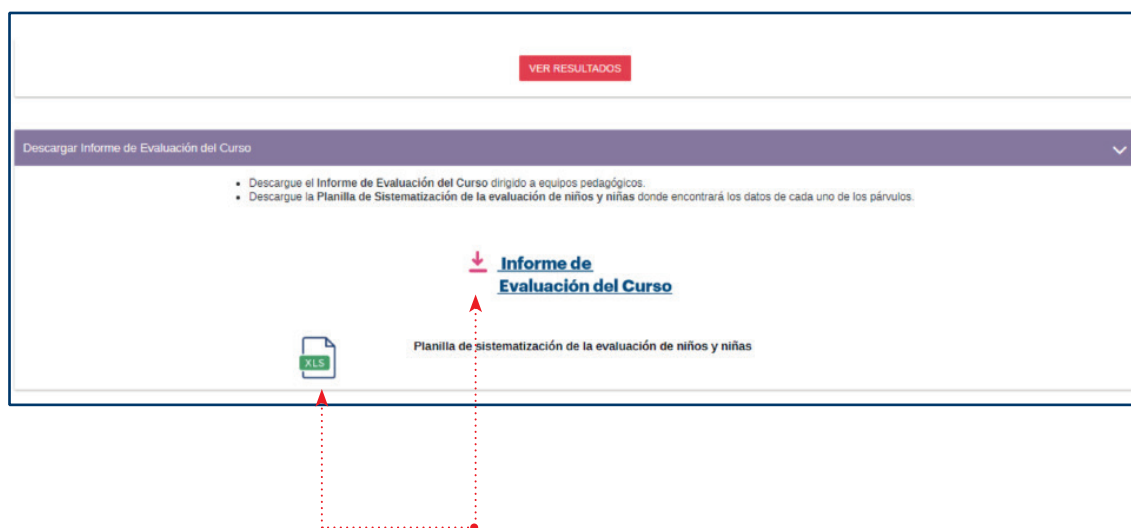 VER RESULTADOS
Descargar Informe de Evaluación del Curso
• Descargue el Informe de Evaluación del Curso dirigido a equipos pedagógicos.
• Descargue la Planilla de Sistematización de la evaluación de niños y niñas donde encontrará los datos de cada uno de los párvulos.
Informe de
Evaluación del Curso
Planilla de sistematización de la evaluación de niños y niñas
XLS